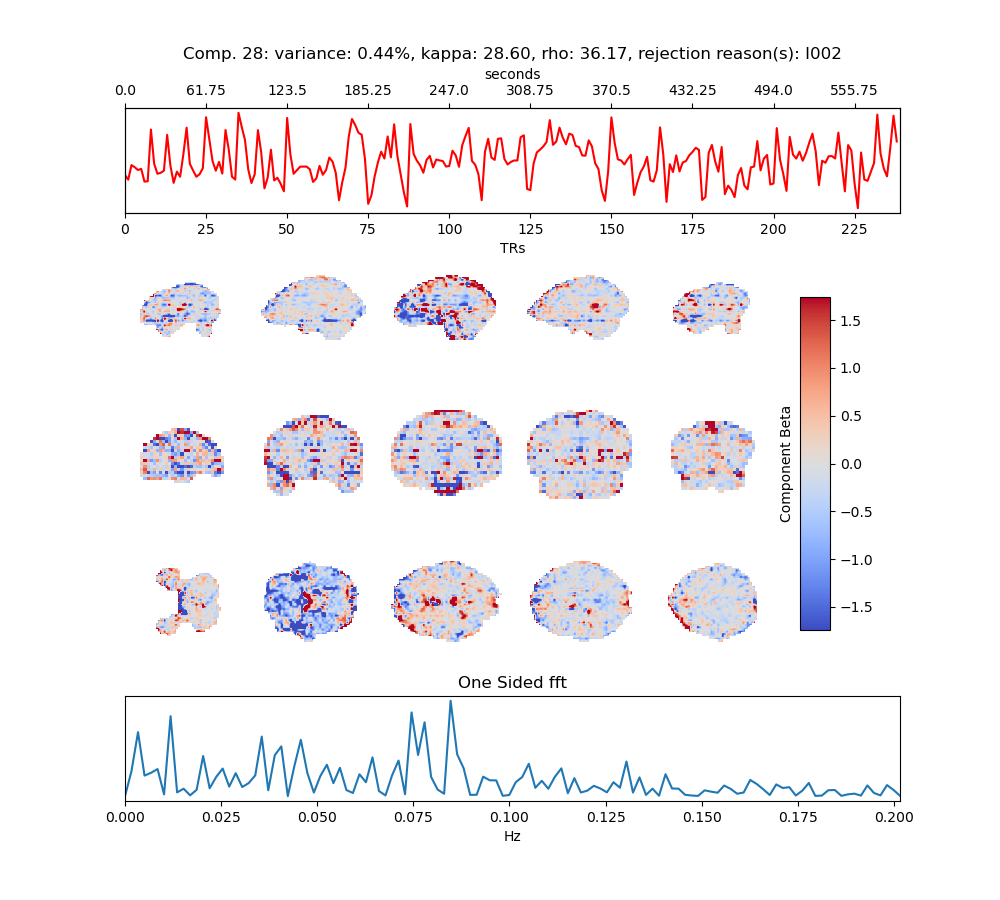 Comp. 28: variance: 0.44%, kappa: 28.60, rho: 36.17, rejection reason(s): I002
seconds
0.0 61.75 123.5 185.25 247.0 308.75 370.5 432.25 494.0 555.75
0 25 50 75 100 125 150 175 200 225
TRs
1.5
1.0
0.5
0.0
−0.5
−1.0
−1.5
Component Beta
One Sided fft
0.000 0.025 0.050 0.075 0.100 0.125 0.150 0.175 0.200
Hz